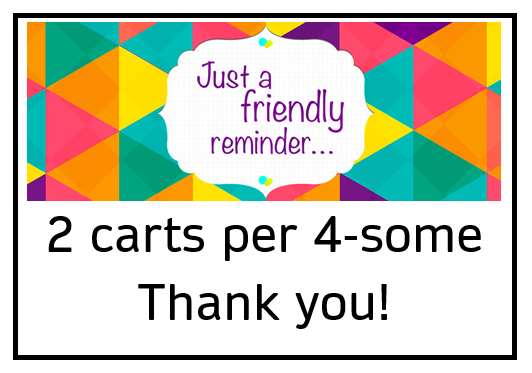 Just a
friendly
reminder...
2 carts per 4-some
Thank you!